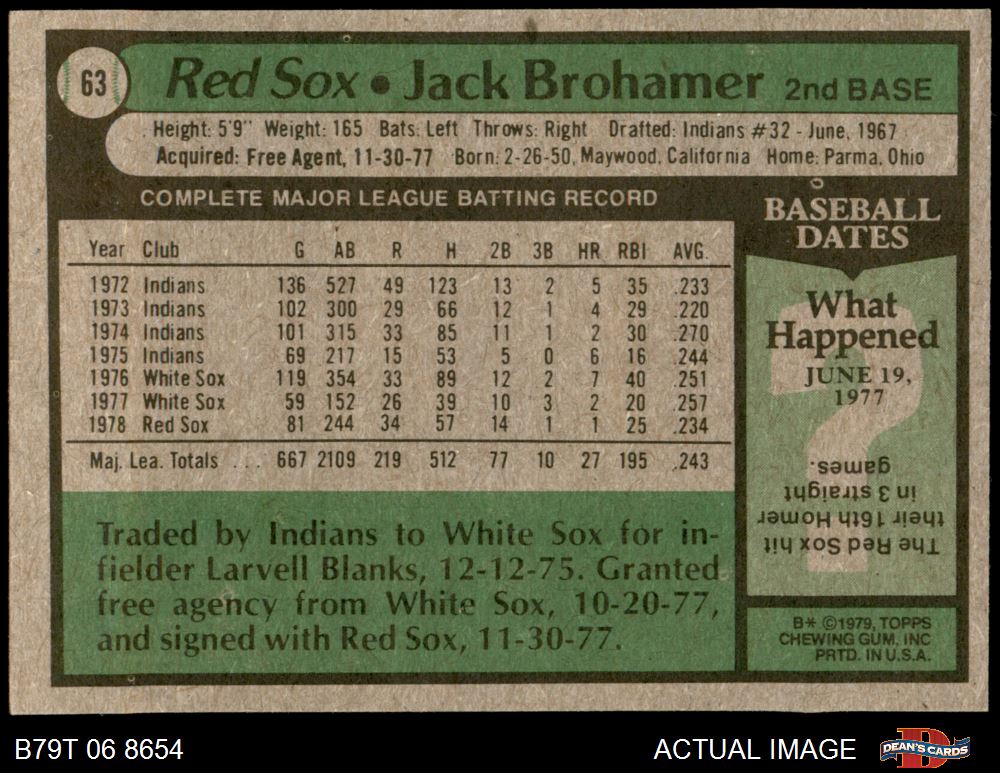 63
Red Sox • Jack Brohamer 2nd BASE
Height: 5'9" Weight: 165 Bats: Left Throws: Right Drafted: Indians #32 - June, 1967
Acquired: Free Agent, 11-30-77 Born: 2-26-50, Maywood, California Home: Parma, Ohio
COMPLETE MAJOR LEAGUE BATTING RECORD
Year Club G AB R H 2B 3B HR RBI AVG.
1972 Indians 136 527 49 123 13 2 5 35 .233
1973 Indians 102 300 29 66 12 1 4 29 .220
1974 Indians 101 315 33 85 11 1 2 30 .270
1975 Indians 69 217 15 53 5 0 6 16 .244
1976 White Sox 119 354 33 89 12 2 7 40 .251
1977 White Sox 59 152 26 39 10 3 2 20 .257
1978 Red Sox 81 244 34 57 14 1 1 25 .234
Maj. Lea. Totals ... 667 2109 219 512 77 10 27 195 .243
Traded by Indians to White Sox for in-
fielder Larvell Blanks, 12-12-75. Granted
free agency from White Sox, 10-20-77,
and signed with Red Sox, 11-30-77.
BASEBALL
DATES
What
Happened
JUNE 19,
1977
?
The Red Sox hit
their 16th Homer
in 3 straight
games.
B* ©1979, TOPPS
CHEWING GUM, INC
PRTD. IN U.S.A.
B79T 06 8654
ACTUAL IMAGE
DEAN'S CARDS